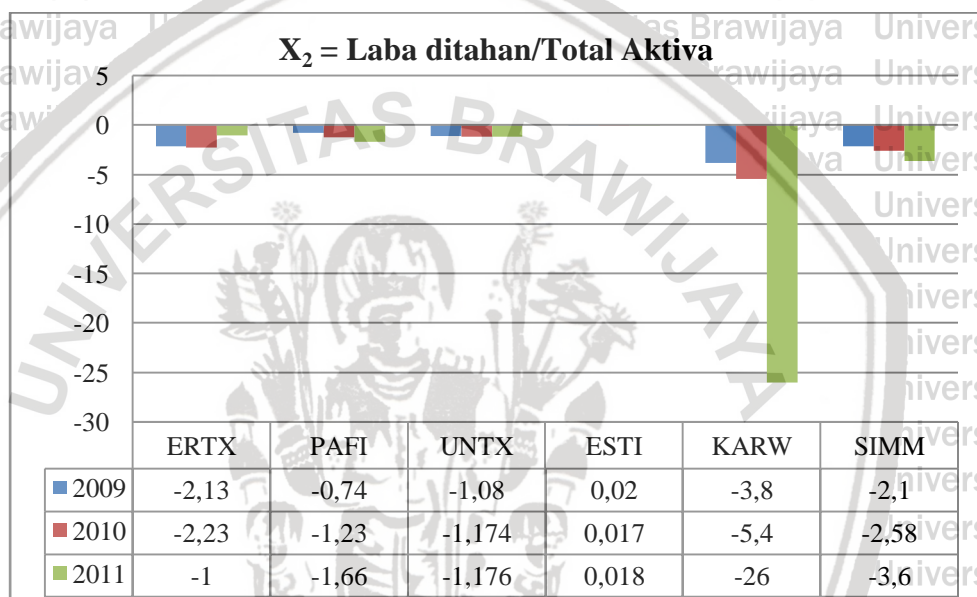 X₂ = Laba ditahan/Total Aktiva
5
0
-5
-10
-15
-20
-25
-30
ERTX PAFI UNTX ESTI KARW SIMM
2009 -2,13 -0,74 -1,08 0,02 -3,8 -2,1
2010 -2,23 -1,23 -1,174 0,017 -5,4 -2,58
2011 -1 -1,66 -1,176 0,018 -26 -3,6
UNIVERSITAS BRAWIJAYA